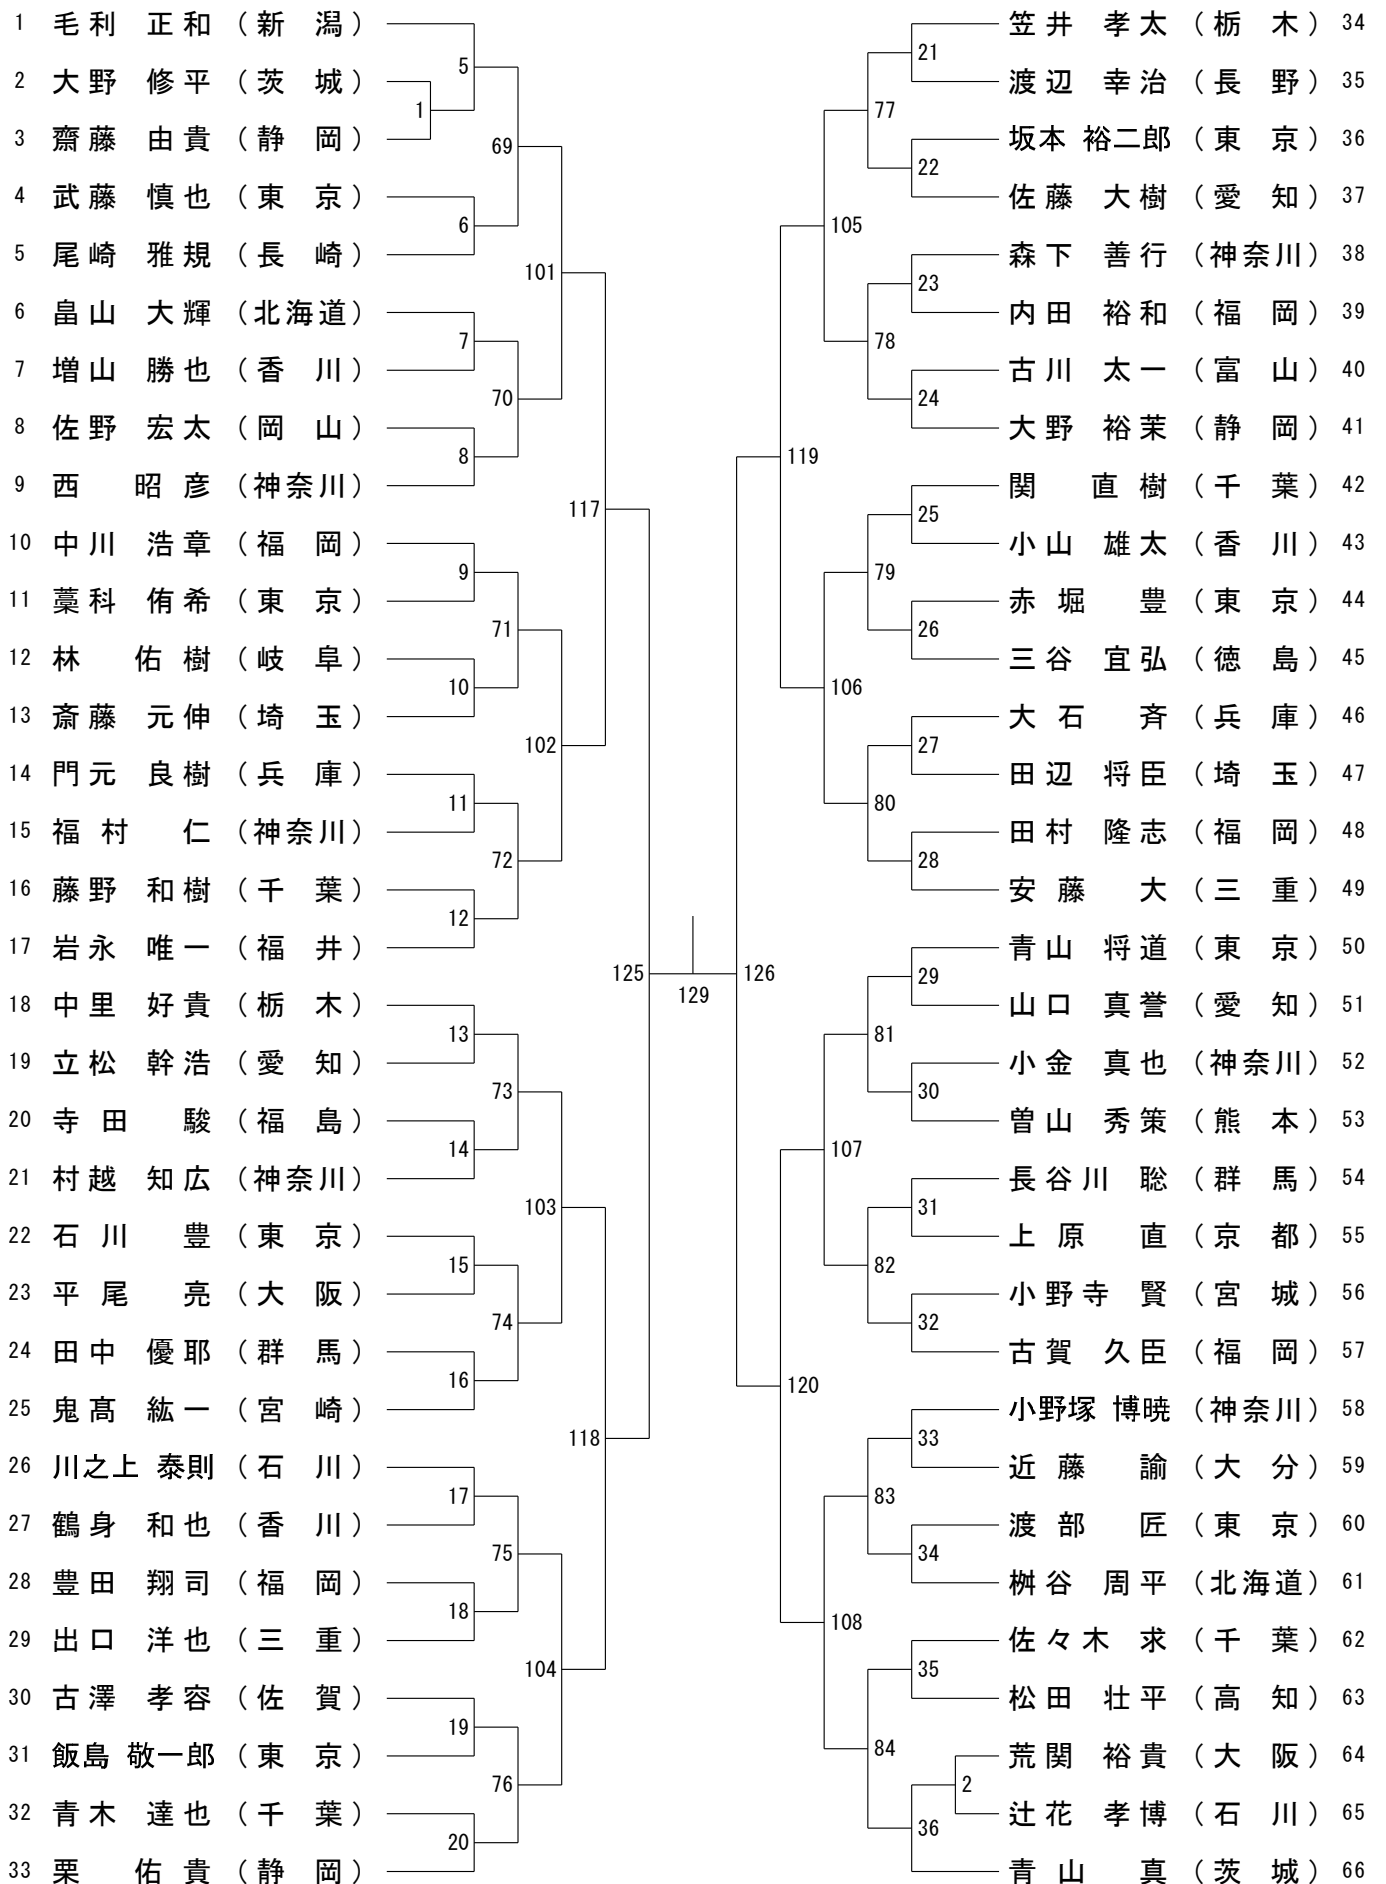 1 毛利 正和 (新 潟)
2 大野 修平 (茨 城)
3 齋藤 由貴 (静 岡)
4 武藤 慎也 (東 京)
5 尾崎 雅規 (長 崎)
6 畠山 大輝 (北海道)
7 増山 勝也 (香 川)
8 佐野 宏太 (岡 山)
9 西 昭彦 (神奈川)
10 中川 浩章 (福 岡)
11 藁科 侑希 (東 京)
12 林 佑樹 (岐 阜)
13 斎藤 元伸 (埼 玉)
14 門元 良樹 (兵 庫)
15 福村 仁 (神奈川)
16 藤野 和樹 (千 葉)
17 岩永 唯一 (福 井)
18 中里 好貴 (栃 木)
19 立松 幹浩 (愛 知)
20 寺田 駿 (福 島)
21 村越 知広 (神奈川)
22 石川 豊 (東 京)
23 平尾 亮 (大 阪)
24 田中 優耶 (群 馬)
25 鬼髙 紘一 (宮 崎)
26 川之上 泰則 (石 川)
27 鶴身 和也 (香 川)
28 豊田 翔司 (福 岡)
29 出口 洋也 (三 重)
30 古澤 孝容 (佐 賀)
31 飯島 敬一郎 (東 京)
32 青木 達也 (千 葉)
33 栗 佑貴 (静 岡)
1
5
6
7
8
9
10
11
12
13
14
15
16
17
18
19
20
69
70
71
72
73
74
75
76
101
102
103
104
117
118
125
129
126
119
120
105
106
107
108
77
78
79
80
81
82
83
84
21
22
23
24
25
26
27
28
29
30
31
32
33
34
35
36
2
笠井 孝太 (栃 木) 34
渡辺 幸治 (長 野) 35
坂本 裕二郎 (東 京) 36
佐藤 大樹 (愛 知) 37
森下 善行 (神奈川) 38
内田 裕和 (福 岡) 39
古川 太一 (富 山) 40
大野 裕茉 (静 岡) 41
関 直樹 (千 葉) 42
小山 雄太 (香 川) 43
赤堀 豊 (東 京) 44
三谷 宜弘 (徳 島) 45
大石 斉 (兵 庫) 46
田辺 将臣 (埼 玉) 47
田村 隆志 (福 岡) 48
安藤 大 (三 重) 49
青山 将道 (東 京) 50
山口 真誉 (愛 知) 51
小金 真也 (神奈川) 52
曽山 秀策 (熊 本) 53
長谷川 聡 (群 馬) 54
上原 直 (京 都) 55
小野寺 賢 (宮 城) 56
古賀 久臣 (福 岡) 57
小野塚 博暁 (神奈川) 58
近藤 諭 (大 分) 59
渡部 匠 (東 京) 60
桝谷 周平 (北海道) 61
佐々木 求 (千 葉) 62
松田 壮平 (高 知) 63
荒関 裕貴 (大 阪) 64
辻花 孝博 (石 川) 65
青山 真 (茨 城) 66